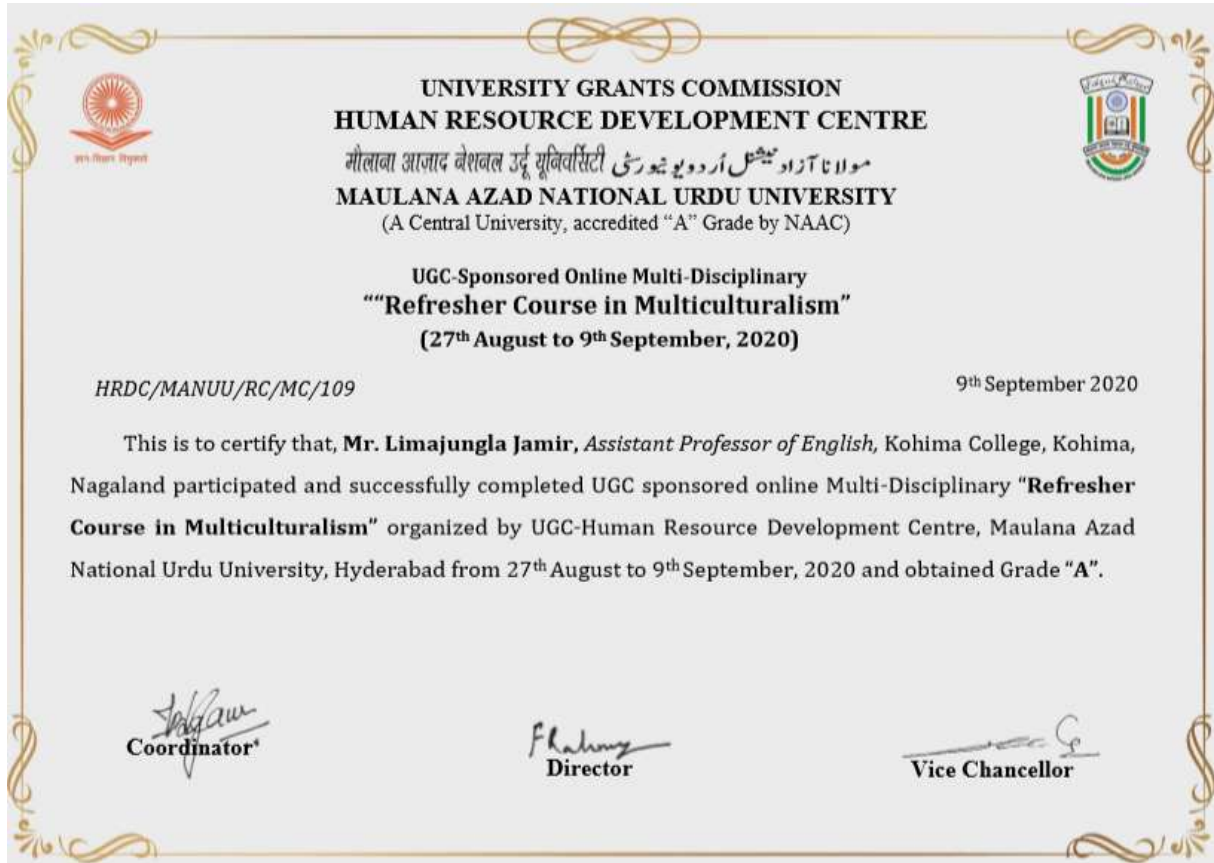 UNIVERSITY GRANTS COMMISSION
HUMAN RESOURCE DEVELOPMENT CENTRE
मौलाना आज़ाद नेशनल उर्दू यूनिवर्सिटी مولانا آزاد نیشنل اُردو یونیورسٹی
MAULANA AZAD NATIONAL URDU UNIVERSITY
(A Central University, accredited “A” Grade by NAAC)
UGC-Sponsored Online Multi-Disciplinary
““Refresher Course in Multiculturalism”
(27th August to 9th September, 2020)
HRDC/MANUU/RC/MC/109
9th September 2020
This is to certify that, Mr. Limajungla Jamir, Assistant Professor of English, Kohima College, Kohima,
Nagaland participated and successfully completed UGC sponsored online Multi-Disciplinary “Refresher
Course in Multiculturalism” organized by UGC-Human Resource Development Centre, Maulana Azad
National Urdu University, Hyderabad from 27th August to 9th September, 2020 and obtained Grade “A”.
Coordinator
Director
Vice Chancellor